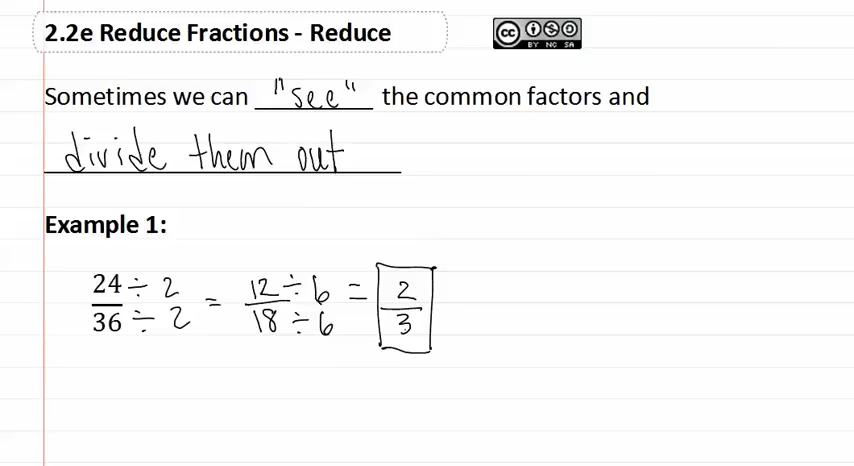 2.2e Reduce Fractions - Reduce
cc BY NC SA
Sometimes we can "see" the common factors and
divide them out
Example 1:
24 ÷ 2 = 12 ÷ 6 = 2
36 ÷ 2 18 ÷ 6 3